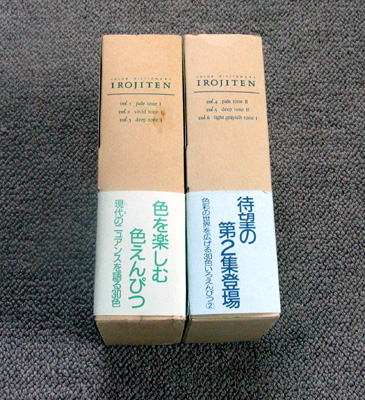 COLOR DICTIONARY
IROJITEN
vol.1 pale tone I
vol.2 vivid tone I
vol.3 deep tone I
色を楽しむ
色えんぴつ
現代のニュアンスを語る30色
COLOR DICTIONARY
IROJITEN
vol.4 pale tone II
vol.5 deep tone II
vol.6 light grayish tone I
待望の
第2集登場
色彩の世界を広げる30色いろえんぴつ②